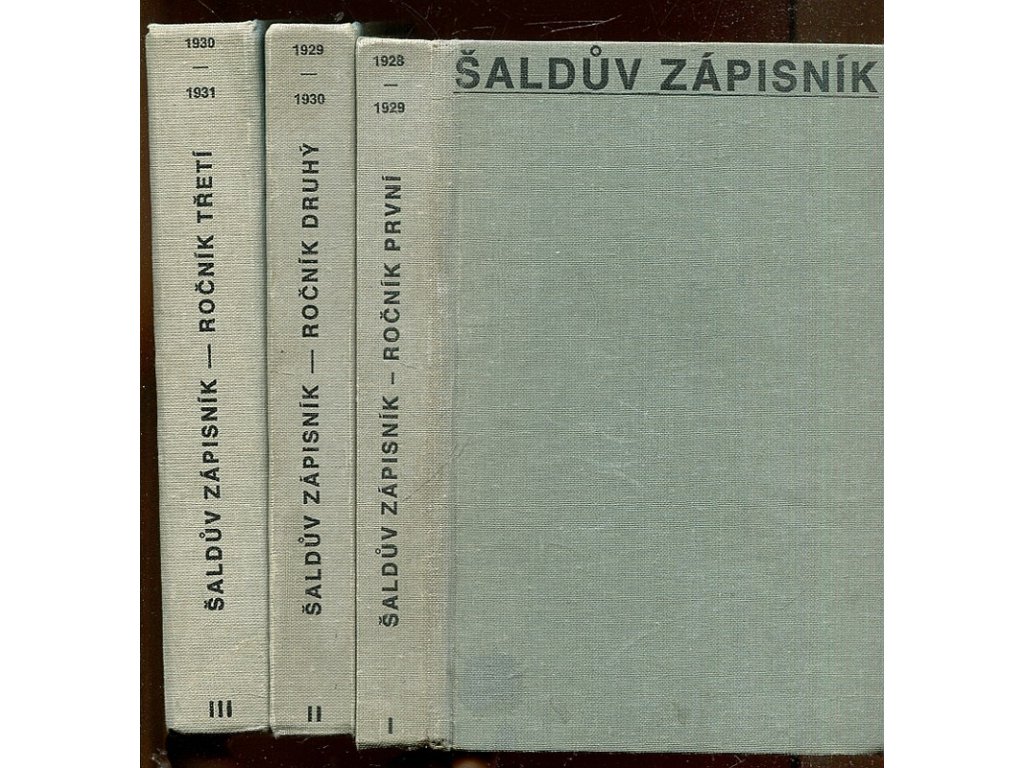 1930
—
1931
ŠALDŮV ZÁPISNÍK — ROČNÍK TŘETÍ
III
1929
—
1930
ŠALDŮV ZÁPISNÍK — ROČNÍK DRUHÝ
II
1928
—
1929
ŠALDŮV ZÁPISNÍK – ROČNÍK PRVNÍ
I
ŠALDŮV ZÁPISNÍK